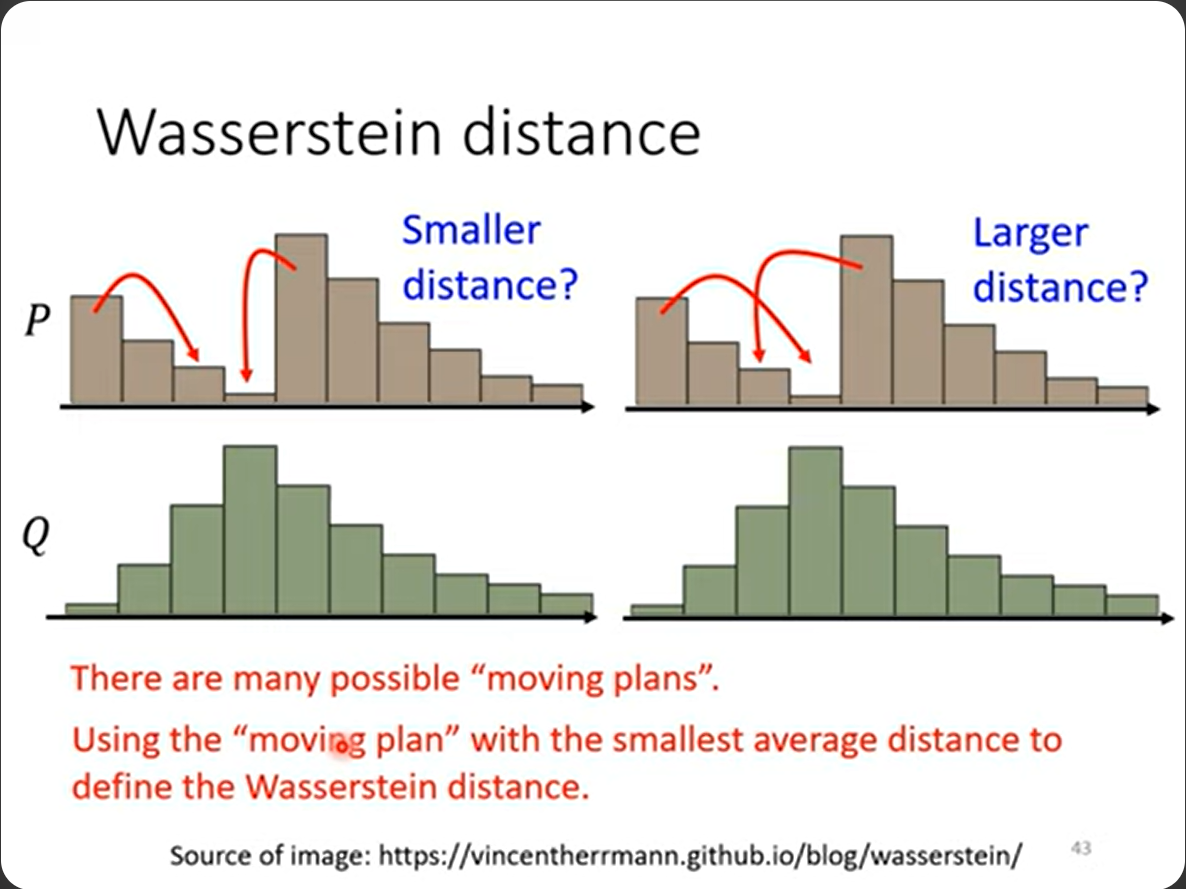 Wasserstein distance
Smaller
distance?
Larger
distance?
P
Q
There are many possible “moving plans”.
Using the “moving plan” with the smallest average distance to
define the Wasserstein distance.
Source of image: https://vincentherrmann.github.io/blog/wasserstein/
43